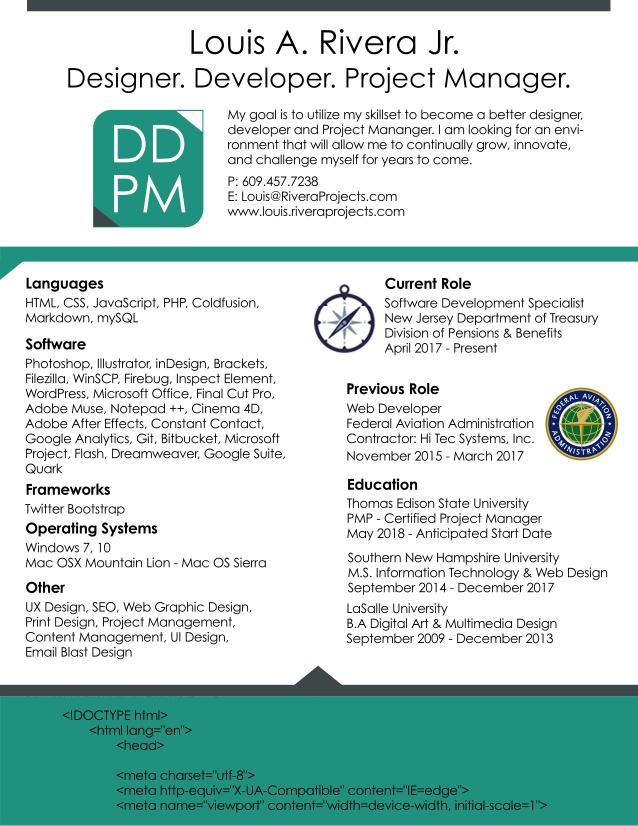 Louis A. Rivera Jr.
Designer. Developer. Project Manager.
DD
PM
My goal is to utilize my skillset to become a better designer,
developer and Project Mananger. I am looking for an envi-
ronment that will allow me to continually grow, innovate,
and challenge myself for years to come.
P: 609.457.7238
E: Louis@RiveraProjects.com
www.louis.riveraprojects.com
Languages
HTML, CSS, JavaScript, PHP, Coldfusion,
Markdown, mySQL
Software
Photoshop, Illustrator, inDesign, Brackets,
Filezilla, WinSCP, Firebug, Inspect Element,
WordPress, Microsoft Office, Final Cut Pro,
Adobe Muse, Notepad ++, Cinema 4D,
Adobe After Effects, Constant Contact,
Google Analytics, Git, Bitbucket, Microsoft
Project, Flash, Dreamweaver, Google Suite,
Quark
Frameworks
Twitter Bootstrap
Operating Systems
Windows 7, 10
Mac OSX Mountain Lion - Mac OS Sierra
Other
UX Design, SEO, Web Graphic Design,
Print Design, Project Management,
Content Management, UI Design,
Email Blast Design
Current Role
Software Development Specialist
New Jersey Department of Treasury
Division of Pensions & Benefits
April 2017 - Present
Previous Role
Web Developer
Federal Aviation Administration
Contractor: Hi Tec Systems, Inc.
November 2015 - March 2017
FEDERAL AVIATION
ADMINISTRATION
Education
Thomas Edison State University
PMP - Certified Project Manager
May 2018 - Anticipated Start Date
Southern New Hampshire University
M.S. Information Technology & Web Design
September 2014 - December 2017
LaSalle University
B.A Digital Art & Multimedia Design
September 2009 - December 2013
<!DOCTYPE html>
<html lang="en">
<head>
<meta charset="utf-8">
<meta http-equiv="X-UA-Compatible" content="IE=edge">
<meta name="viewport" content="width=device-width, initial-scale=1">